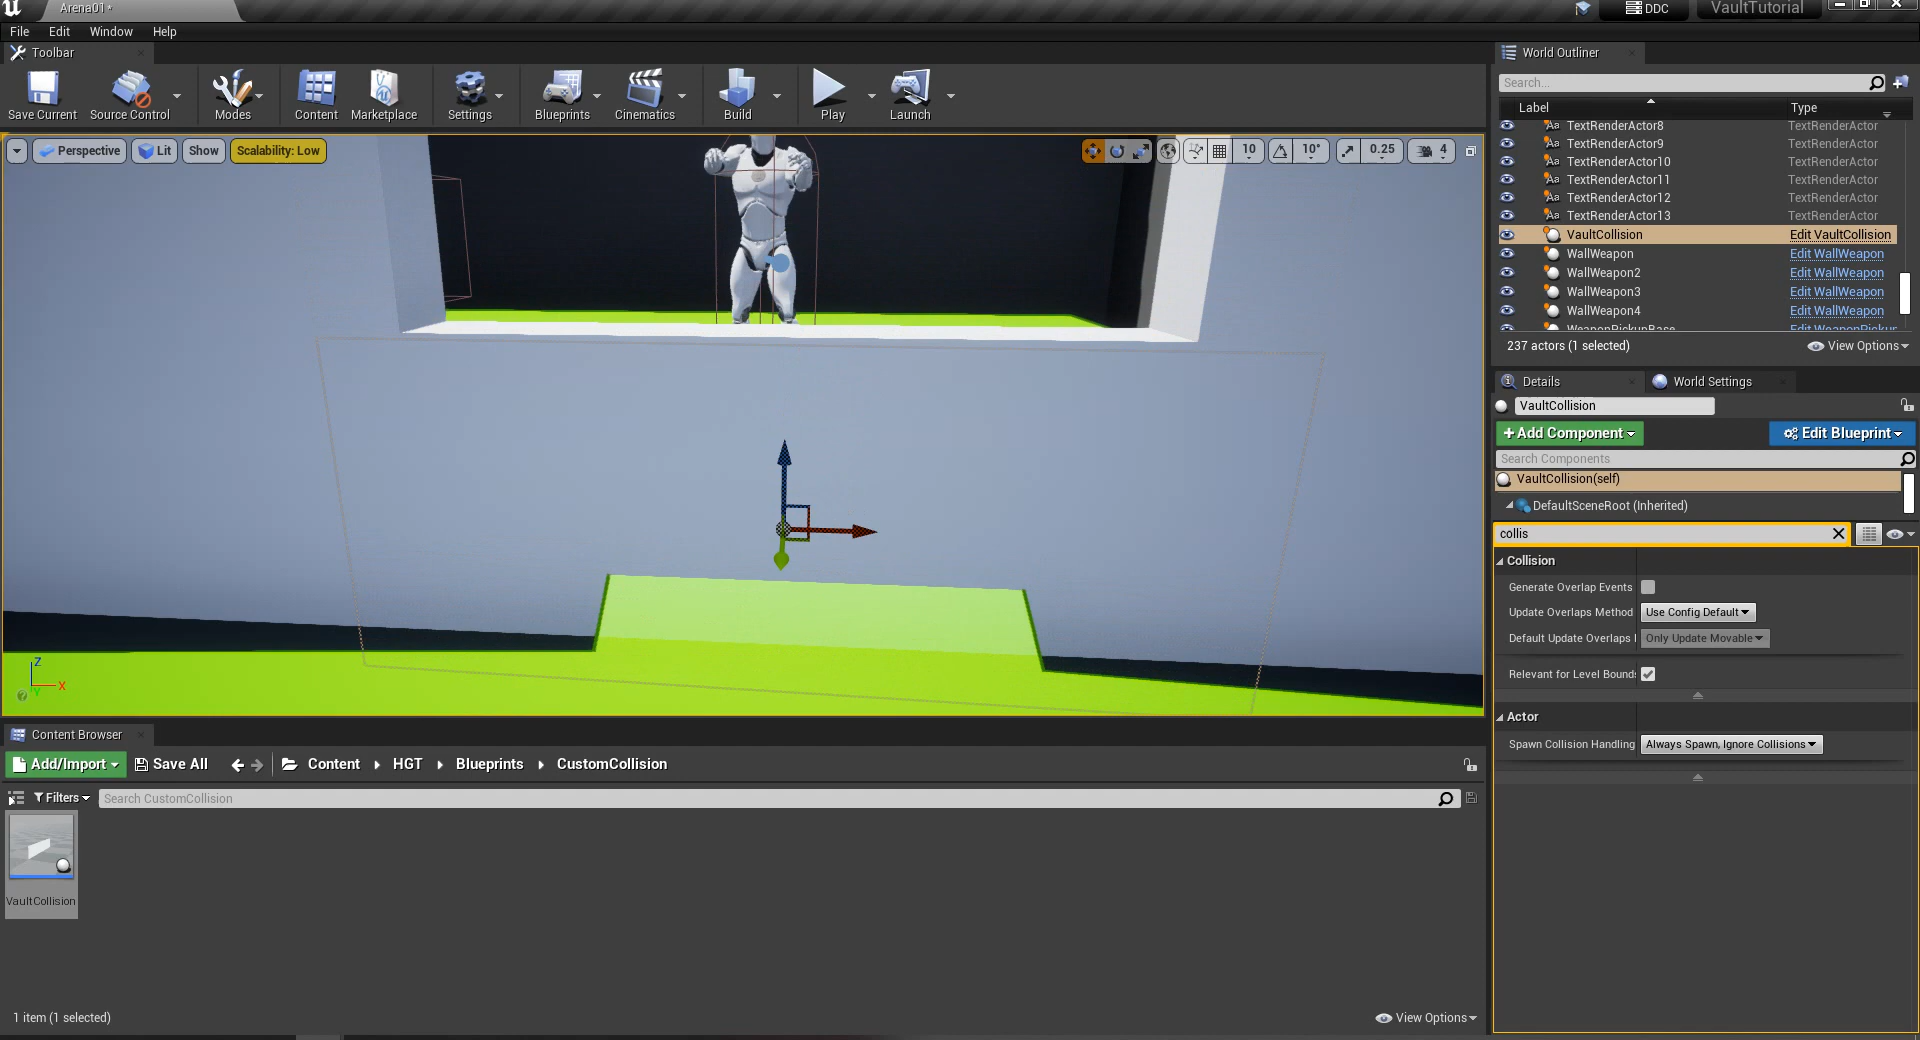 Arena01*
DDC
VaultTutorial
File Edit Window Help
Toolbar
Save Current
Source Control
Modes
Content
Marketplace
Settings
Blueprints
Cinematics
Build
Play
Launch
Perspective
Lit
Show
Scalability: Low
10
10°
0.25
4
Z
X
Y
World Outliner
Search...
Label Type
TextRenderActor8 TextRenderActor
TextRenderActor9 TextRenderActor
TextRenderActor10 TextRenderActor
TextRenderActor11 TextRenderActor
TextRenderActor12 TextRenderActor
TextRenderActor13 TextRenderActor
VaultCollision Edit VaultCollision
WallWeapon Edit WallWeapon
WallWeapon2 Edit WallWeapon
WallWeapon3 Edit WallWeapon
WallWeapon4 Edit WallWeapon
WeaponPickupBase Edit WeaponPickup
237 actors (1 selected)
View Options
Details
World Settings
VaultCollision
+Add Component
Edit Blueprint
Search Components
VaultCollision(self)
DefaultSceneRoot (Inherited)
collis
Collision
Generate Overlap Events
Update Overlaps Method Use Config Default
Default Update Overlaps Only Update Movable
Relevant for Level Bounds
Actor
Spawn Collision Handling Always Spawn, Ignore Collisions
Content Browser
Add/Import
Save All
Content
HGT
Blueprints
CustomCollision
Filters
Search CustomCollision
VaultCollision
1 item (1 selected)
View Options